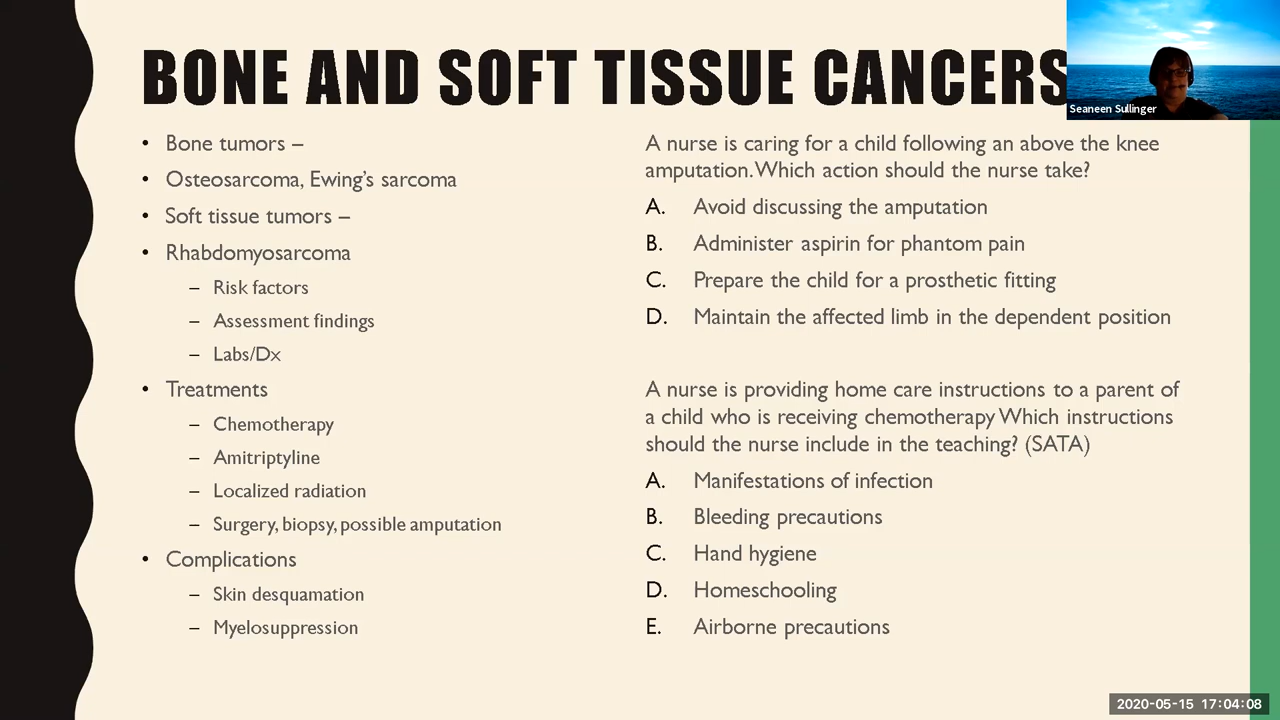 BONE AND SOFT TISSUE CANCERS
Seaneen Sullinger
• Bone tumors –
• Osteosarcoma, Ewing's sarcoma
• Soft tissue tumors –
• Rhabdomyosarcoma
– Risk factors
– Assessment findings
– Labs/Dx
• Treatments
– Chemotherapy
– Amitriptyline
– Localized radiation
– Surgery, biopsy, possible amputation
• Complications
– Skin desquamation
– Myelosuppression
A nurse is caring for a child following an above the knee
amputation. Which action should the nurse take?
A. Avoid discussing the amputation
B. Administer aspirin for phantom pain
C. Prepare the child for a prosthetic fitting
D. Maintain the affected limb in the dependent position
A nurse is providing home care instructions to a parent of
a child who is receiving chemotherapy Which instructions
should the nurse include in the teaching? (SATA)
A. Manifestations of infection
B. Bleeding precautions
C. Hand hygiene
D. Homeschooling
E. Airborne precautions
2020-05-15 17:04:08